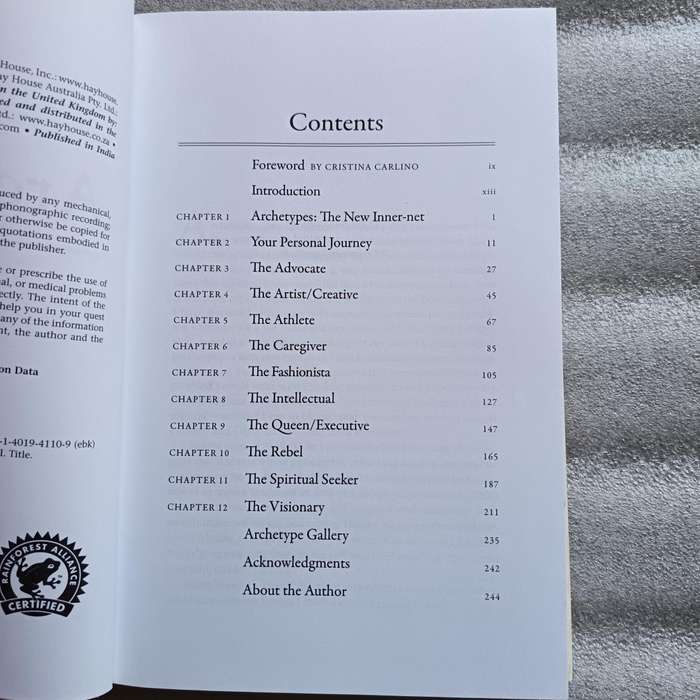 House, Inc.: www.hayhouse.
ay House Australia Pty. Ltd.:
n the United Kingdom by:
ed and distributed in the
td.: www.hayhouse.co.za •
com • Published in India
uced by any mechanical,
phonographic recording;
r otherwise be copied for
quotations embodied in
the publisher.
e or prescribe the use of
al, or medical problems
ectly. The intent of the
help you in your quest
any of the information
nt, the author and the
on Data
-1-4019-4110-9 (ebk)
l. Title.
RAINFOREST ALLIANCE
CERTIFIED
Contents
Foreword BY CRISTINA CARLINO ix
Introduction xiii
CHAPTER 1 Archetypes: The New Inner-net 1
CHAPTER 2 Your Personal Journey 11
CHAPTER 3 The Advocate 27
CHAPTER 4 The Artist/Creative 45
CHAPTER 5 The Athlete 67
CHAPTER 6 The Caregiver 85
CHAPTER 7 The Fashionista 105
CHAPTER 8 The Intellectual 127
CHAPTER 9 The Queen/Executive 147
CHAPTER 10 The Rebel 165
CHAPTER 11 The Spiritual Seeker 187
CHAPTER 12 The Visionary 211
Archetype Gallery 235
Acknowledgments 242
About the Author 244